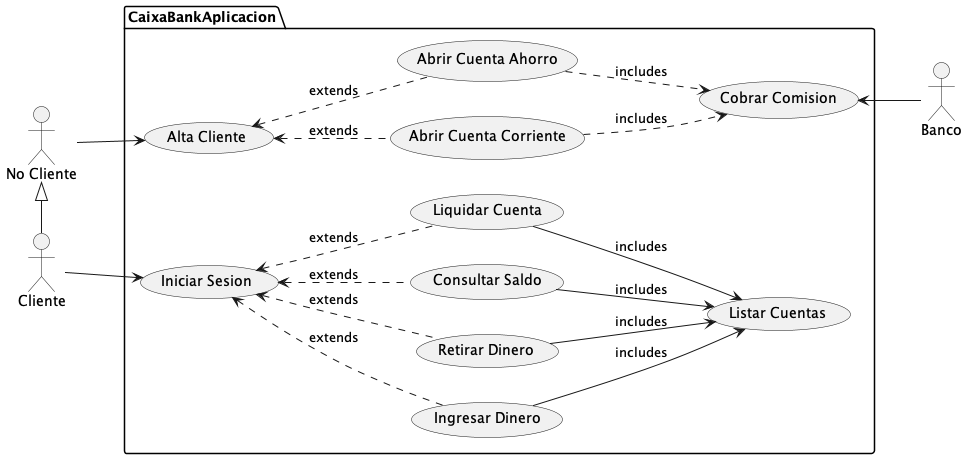 CaixaBankAplicacion
Abrir Cuenta Ahorro
includes
extends
Cobrar Comision
Alta Cliente
extends
Abrir Cuenta Corriente
includes
Banco
No Cliente
Liquidar Cuenta
extends
includes
Cliente
Iniciar Sesion
extends
Consultar Saldo
includes
extends
Listar Cuentas
Retirar Dinero
includes
extends
includes
Ingresar Dinero